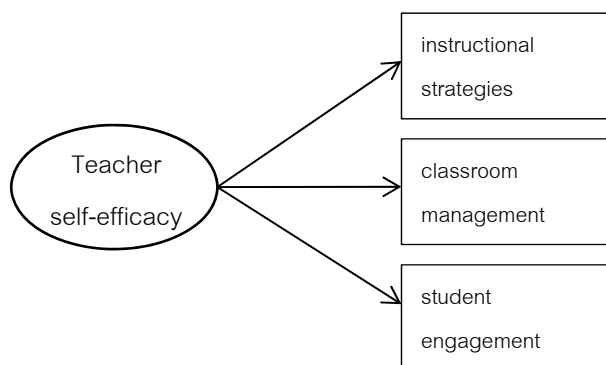 Teacher
self-efficacy
instructional
strategies
classroom
management
student
engagement